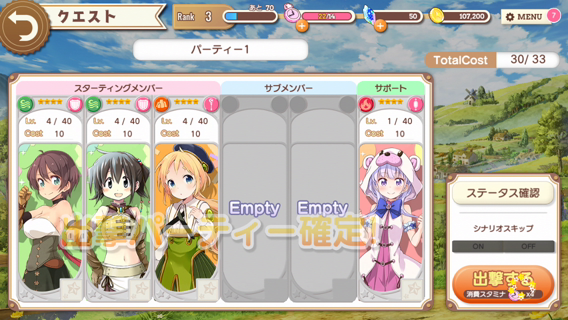 クエスト
Rank 3
あと 70
22/14
50
107,200
MENU
パーティー1
TotalCost 30/33
スターティングメンバー
サブメンバー
サポート
Lv. 4/40
Cost 10
Lv. 4/40
Cost 10
Lv. 4/40
Cost 10
Lv. 1/40
Cost 10
Empty
Empty
出撃パーティー確定!
ステータス確認
シナリオスキップ
ON
OFF
出撃する
消費スタミナ
x4